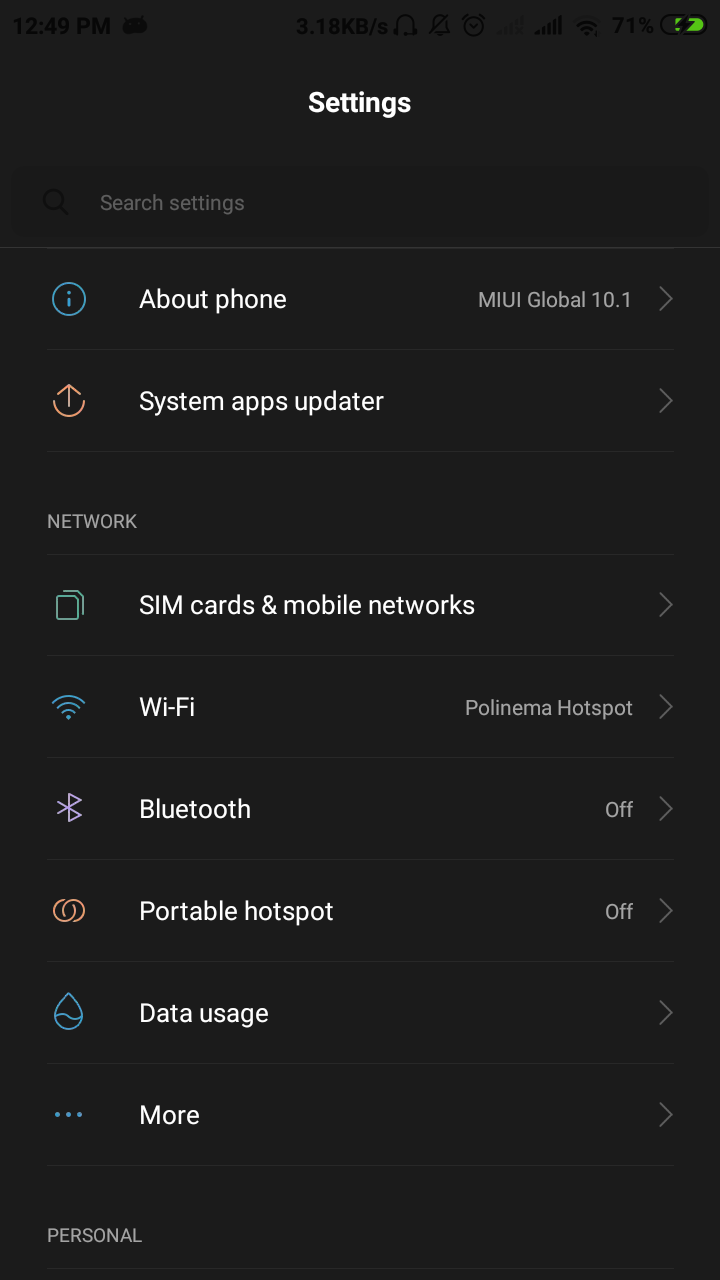 12:49 PM 3.18KB/s 71%
Settings
Search settings
About phone MIUI Global 10.1
System apps updater
NETWORK
SIM cards & mobile networks
Wi-Fi Polinema Hotspot
Bluetooth Off
Portable hotspot Off
Data usage
More
PERSONAL